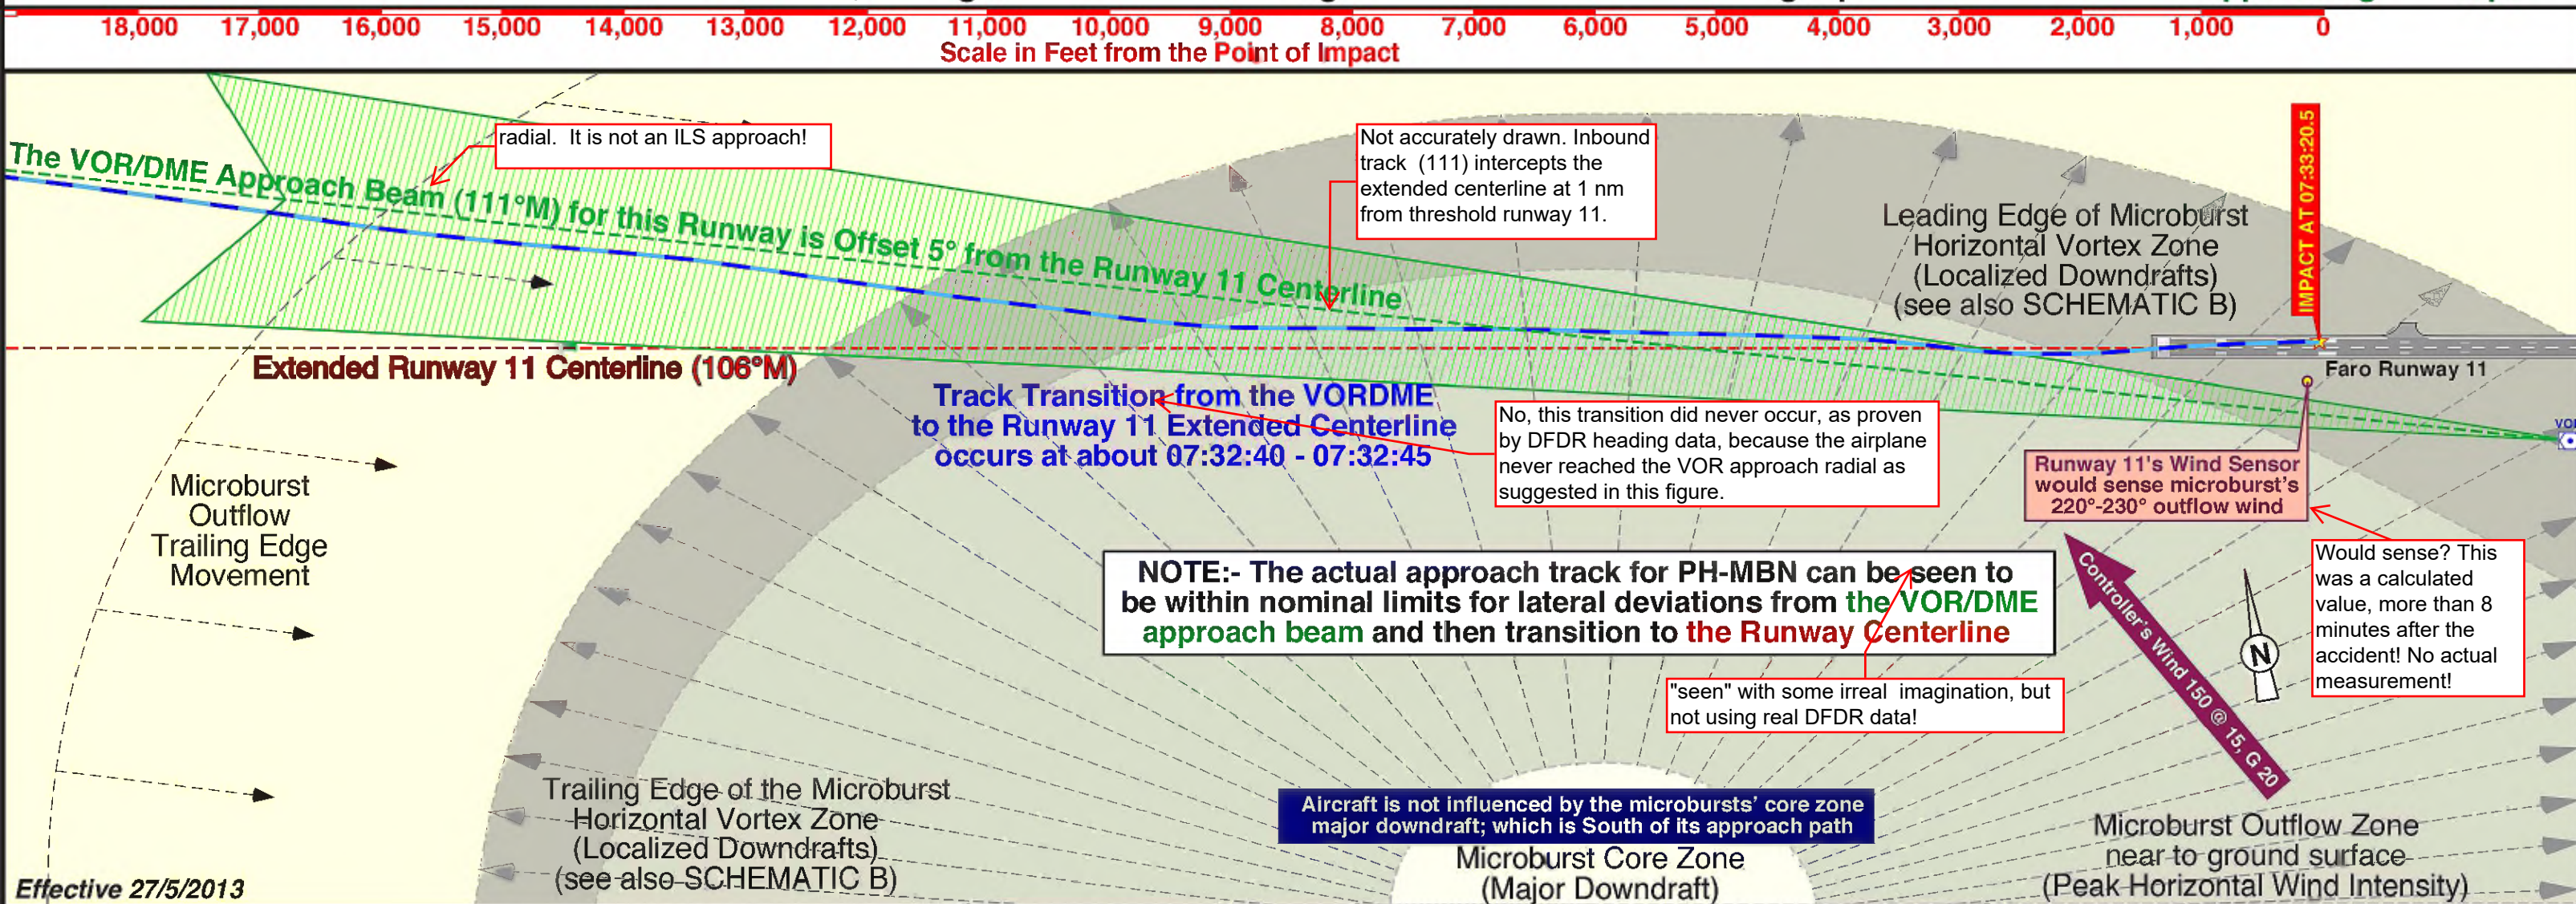 18,000 17,000 16,000 15,000 14,000 13,000 12,000 11,000 10,000 9,000 8,000 7,000 6,000 5,000 4,000 3,000 2,000 1,000 0
Scale in Feet from the Point of Impact
radial.  It is not an ILS approach!
The VOR/DME Approach Beam (111°M) for this Runway is Offset 5° from the Runway 11 Centerline
Not accurately drawn. Inbound
track  (111) intercepts the
extended centerline at 1 nm
from threshold runway 11.
IMPACT AT 07:33:20.5
Leading Edge of Microburst
Horizontal Vortex Zone
(Localized Downdrafts)
(see also SCHEMATIC B)
Extended Runway 11 Centerline (106°M)
Faro Runway 11
Track Transition from the VORDME
to the Runway 11 Extended Centerline
occurs at about 07:32:40 - 07:32:45
No, this transition did never occur, as proven
by DFDR heading data, because the airplane
never reached the VOR approach radial as
suggested in this figure.
Runway 11's Wind Sensor
would sense microburst's
220°-230° outflow wind
Microburst
Outflow
Trailing Edge
Movement
Would sense? This
was a calculated
value, more than 8
minutes after the
accident! No actual
measurement!
NOTE:- The actual approach track for PH-MBN can be seen to
be within nominal limits for lateral deviations from the VOR/DME
approach beam and then transition to the Runway Centerline
Controller's Wind 150 @ 15, G 20
N
"seen" with some irreal  imagination, but
not using real DFDR data!
Trailing Edge of the Microburst
Horizontal Vortex Zone
(Localized Downdrafts)
(see also SCHEMATIC B)
Aircraft is not influenced by the microbursts' core zone
major downdraft; which is South of its approach path
Microburst Core Zone
(Major Downdraft)
Microburst Outflow Zone
near to ground surface
(Peak Horizontal Wind Intensity)
Effective 27/5/2013